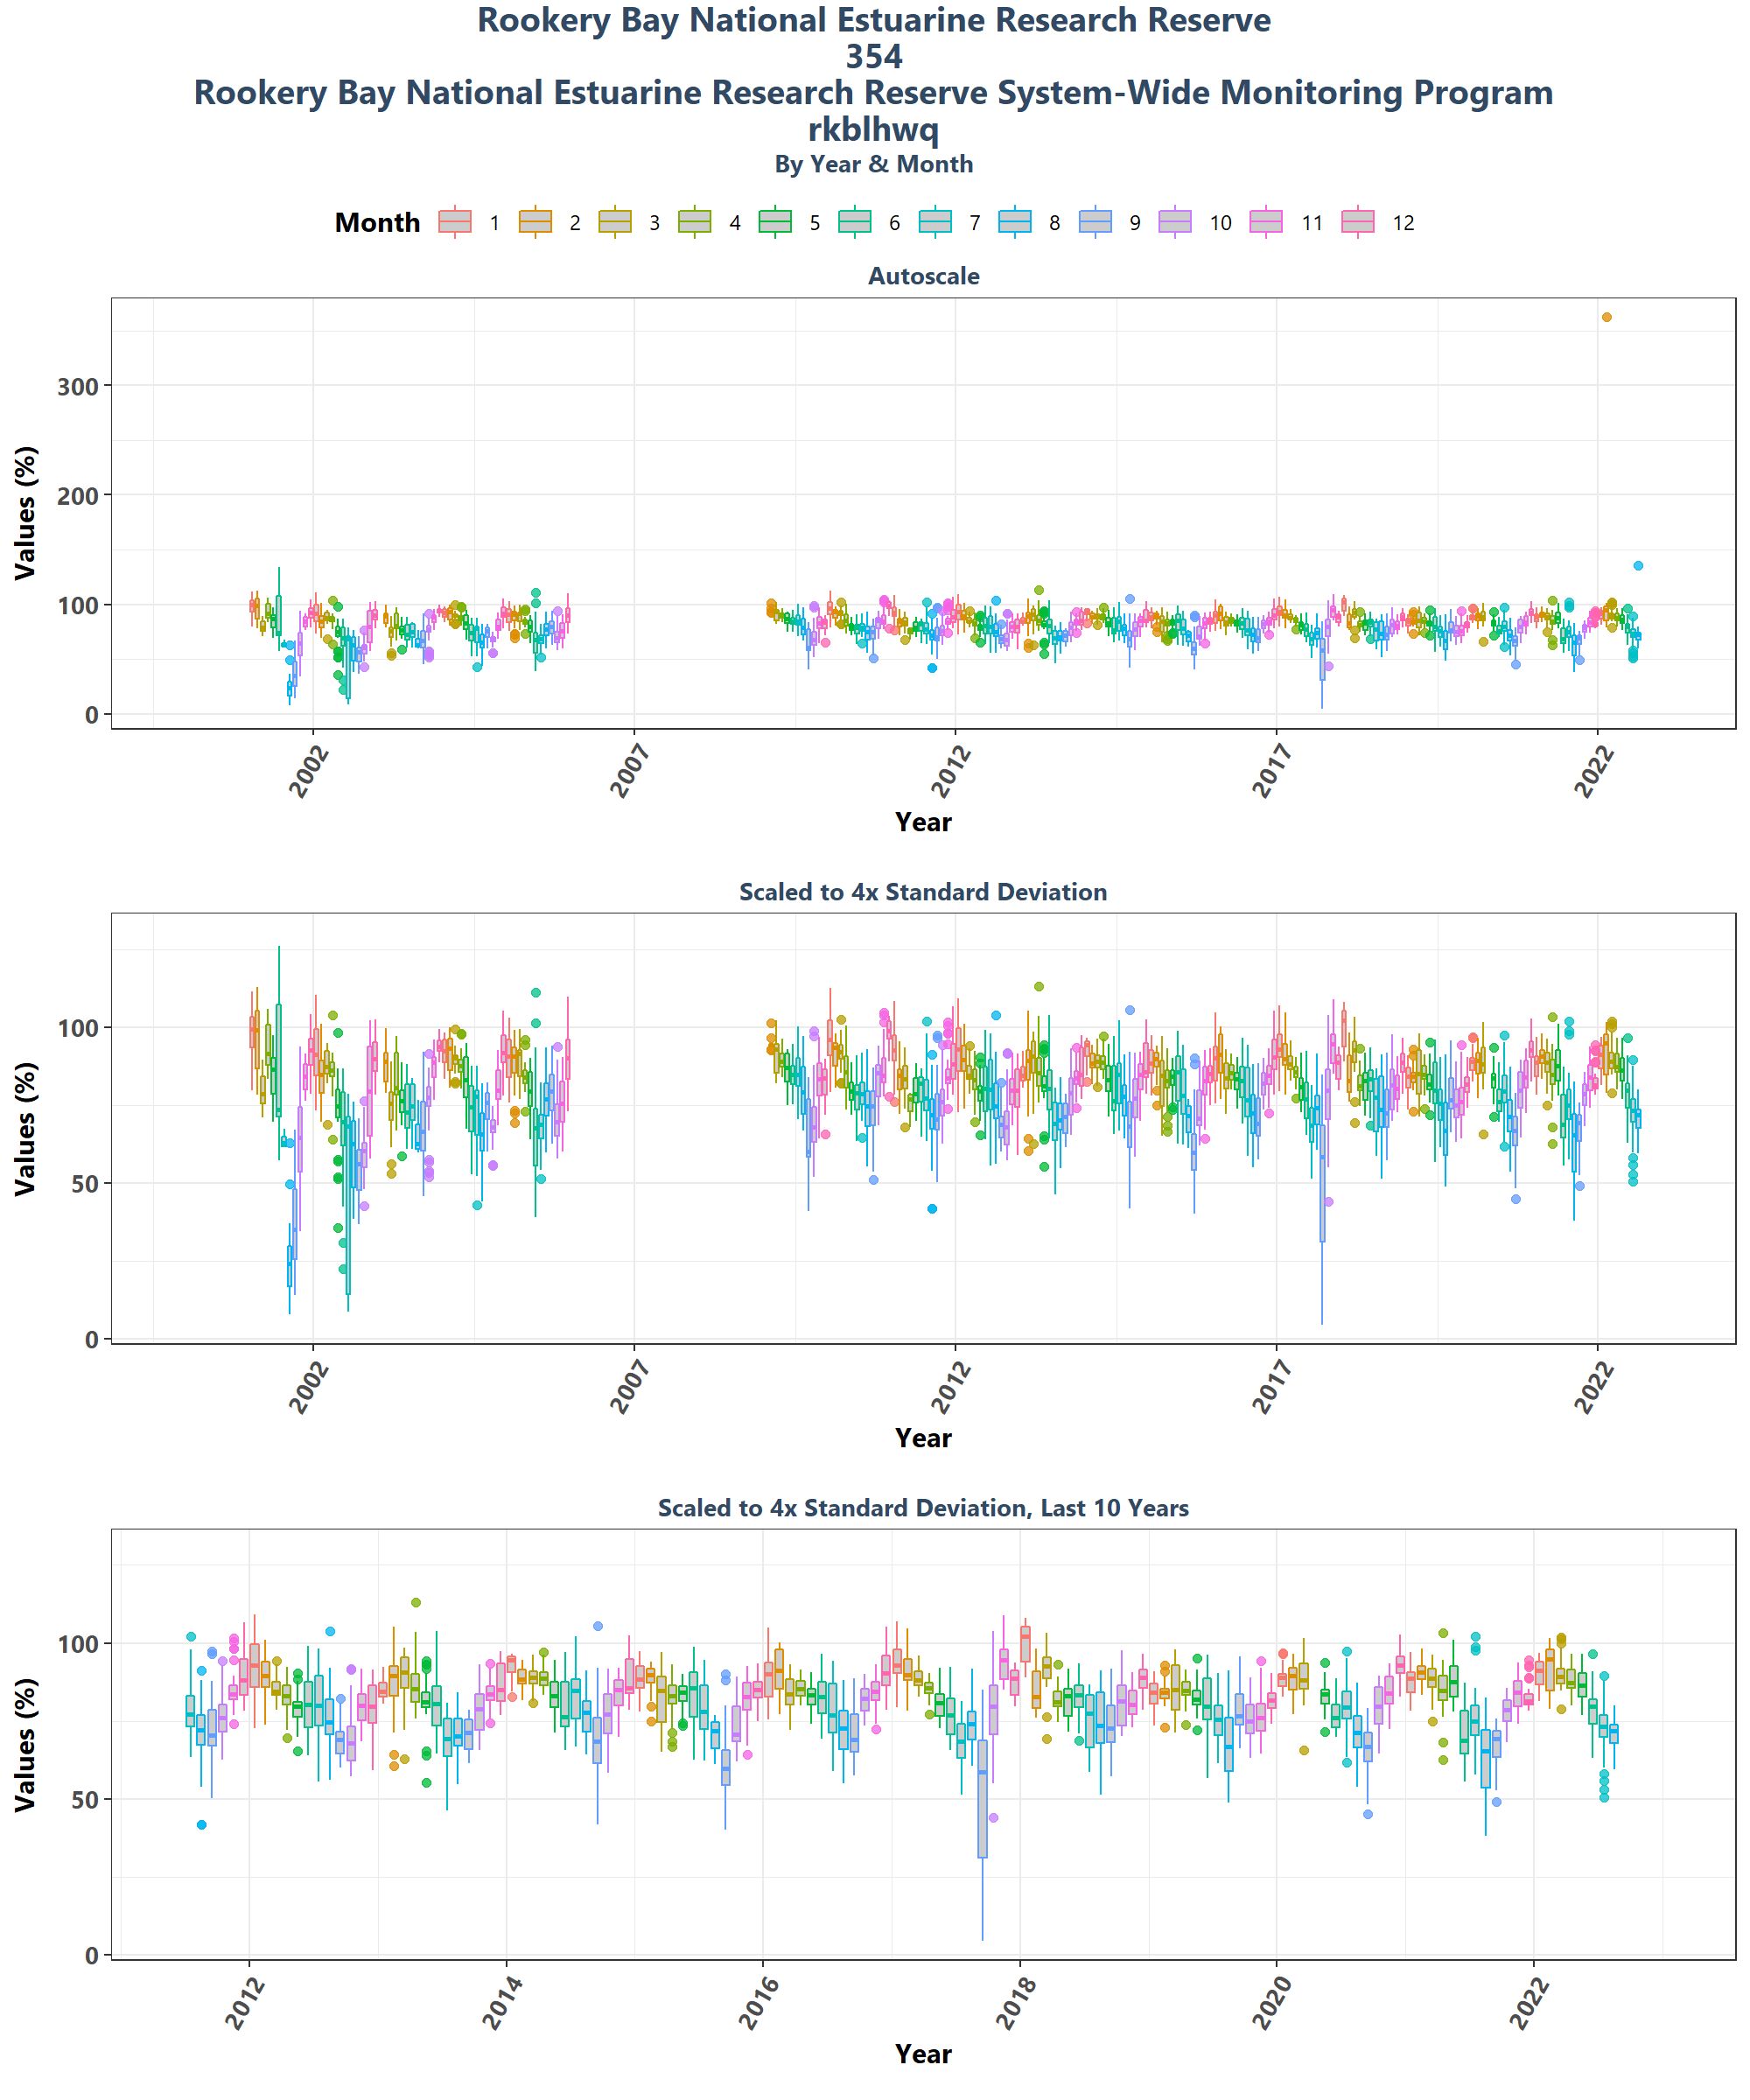 Rookery Bay National Estuarine Research Reserve
354
Rookery Bay National Estuarine Research Reserve System-Wide Monitoring Program
rkblhwq
By Year & Month
Month 1 2 3 4 5 6 7 8 9 10 11 12
Autoscale
Values (%)
300
200
100
0
2002 2007 2012 2017 2022
Year
Scaled to 4x Standard Deviation
Values (%)
100
50
0
2002 2007 2012 2017 2022
Year
Scaled to 4x Standard Deviation, Last 10 Years
Values (%)
100
50
0
2012 2014 2016 2018 2020 2022
Year